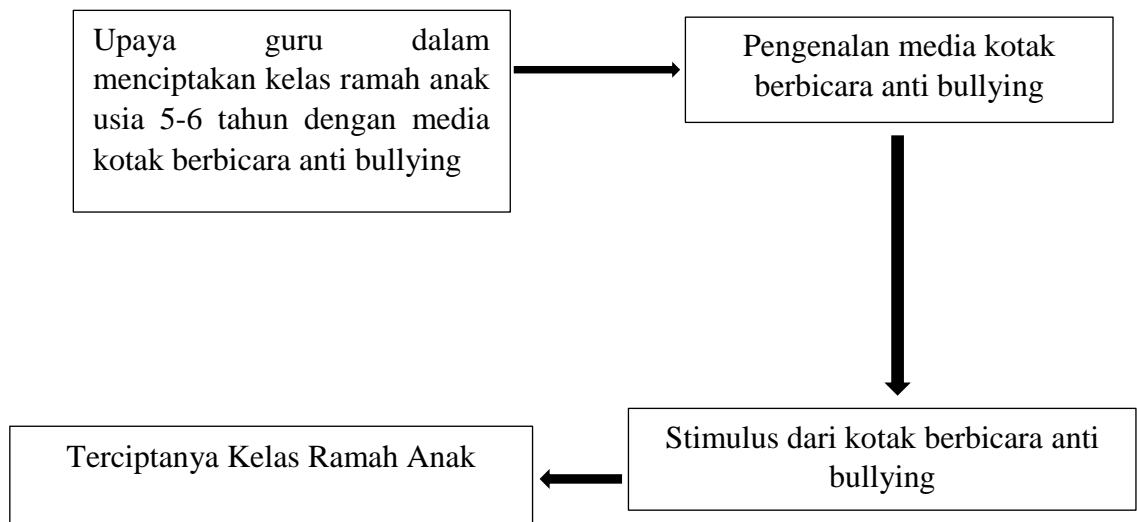 Upaya guru dalam
menciptakan kelas ramah anak
usia 5-6 tahun dengan media
kotak berbicara anti bullying
Pengenalan media kotak
berbicara anti bullying
Stimulus dari kotak berbicara anti
bullying
Terciptanya Kelas Ramah Anak